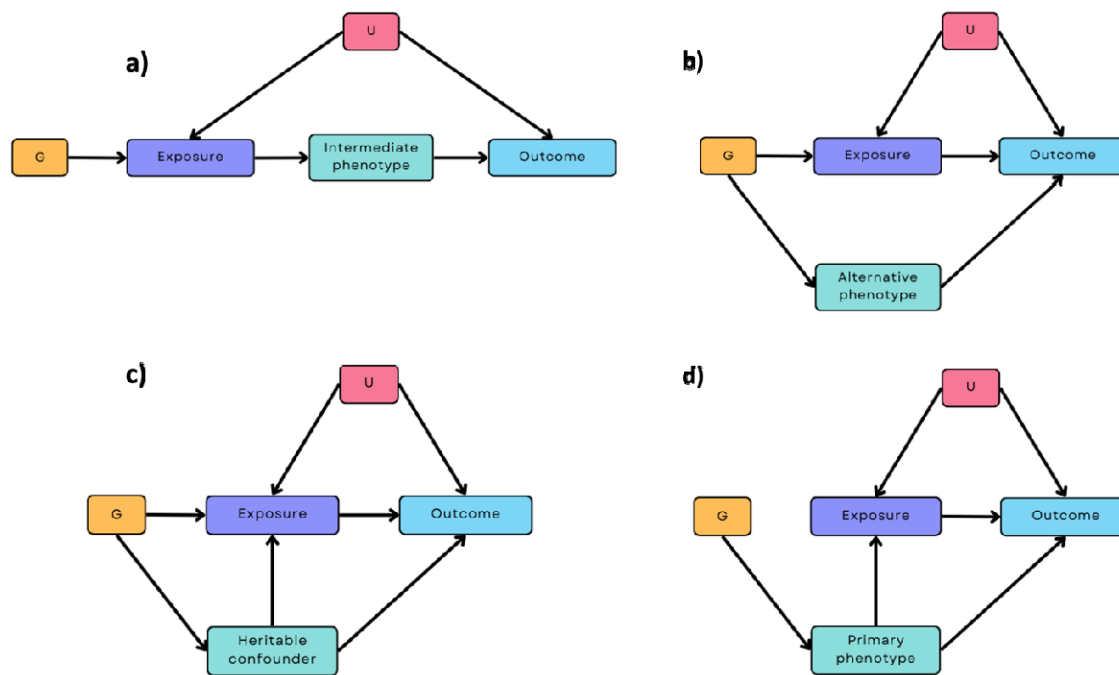 a)
U
G
Exposure
Intermediate
phenotype
Outcome
b)
U
G
Exposure
Outcome
Alternative
phenotype
c)
U
G
Exposure
Outcome
Heritable
confounder
d)
U
G
Exposure
Outcome
Primary
phenotype